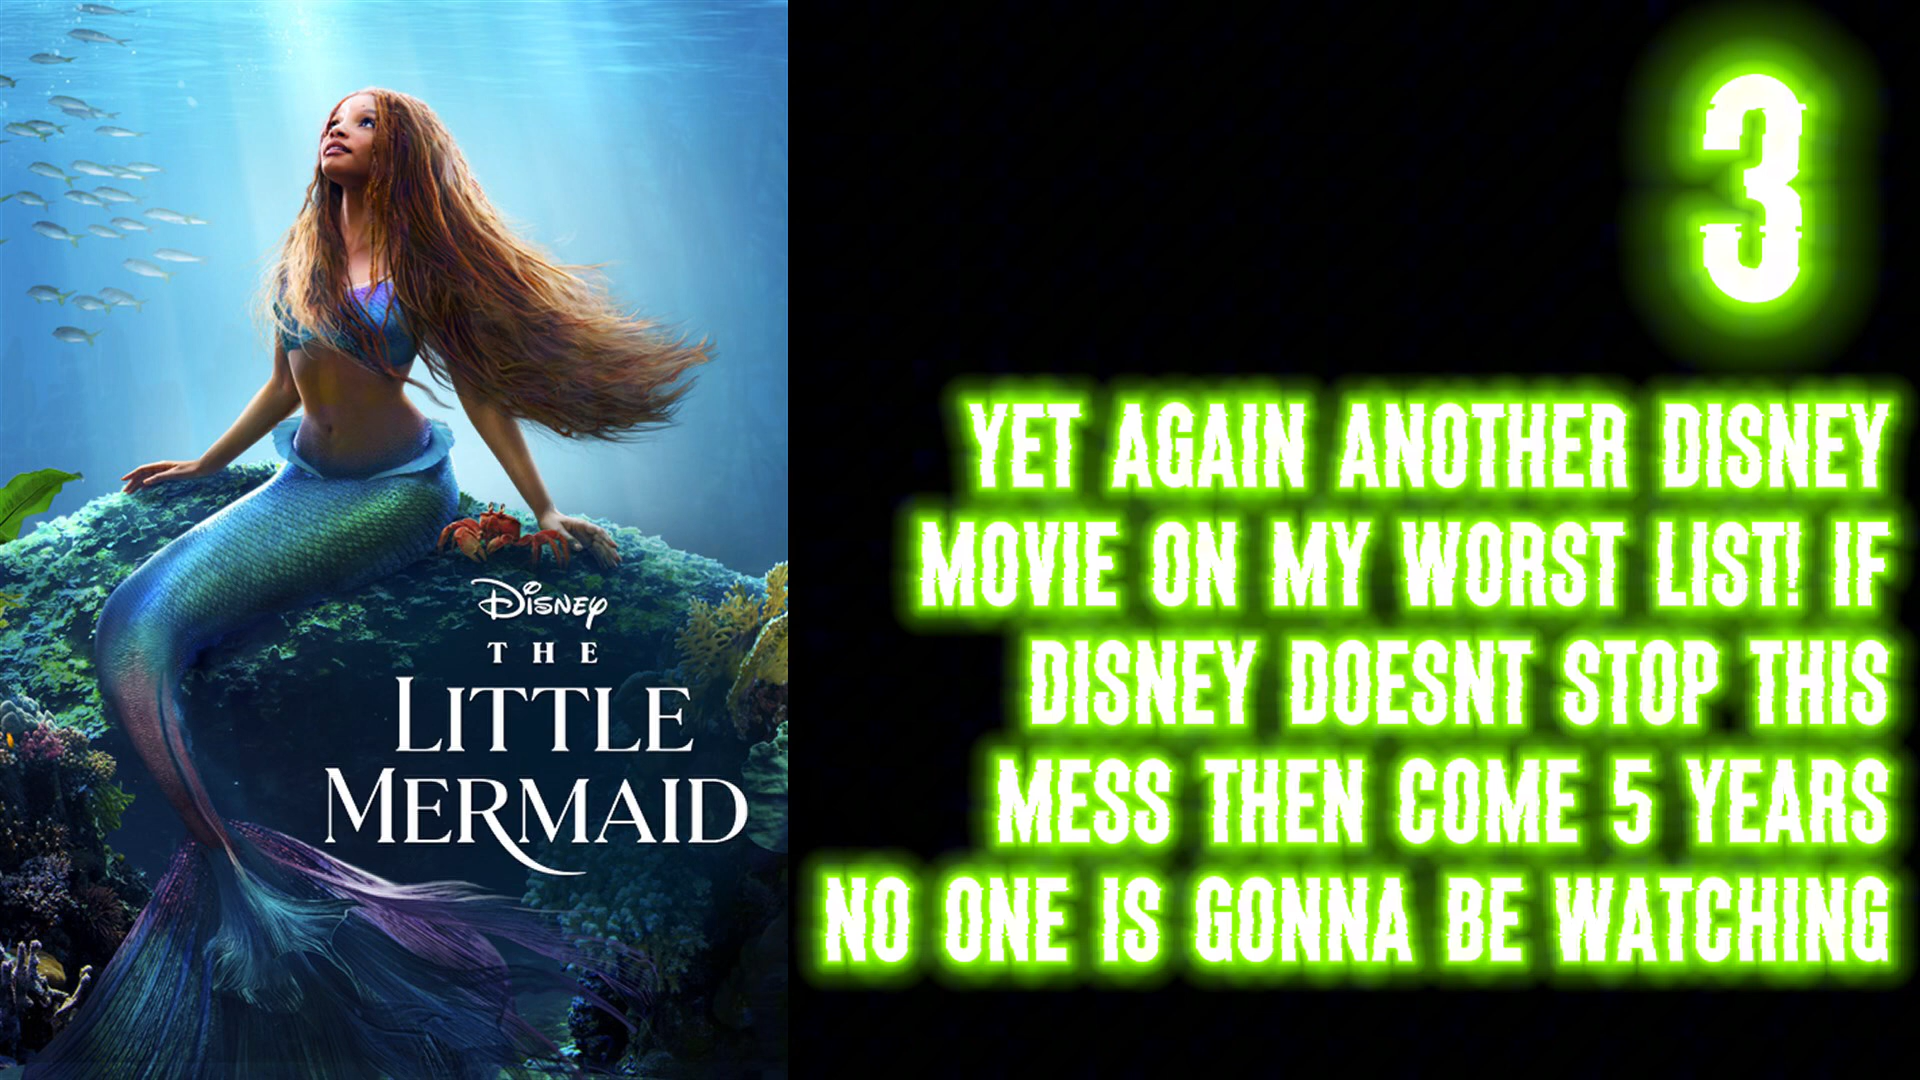 Disney
THE
LITTLE
MERMAID
3
YET AGAIN ANOTHER DISNEY
MOVIE ON MY WORST LIST! IF
DISNEY DOESNT STOP THIS
MESS THEN COME 5 YEARS
NO ONE IS GONNA BE WATCHING